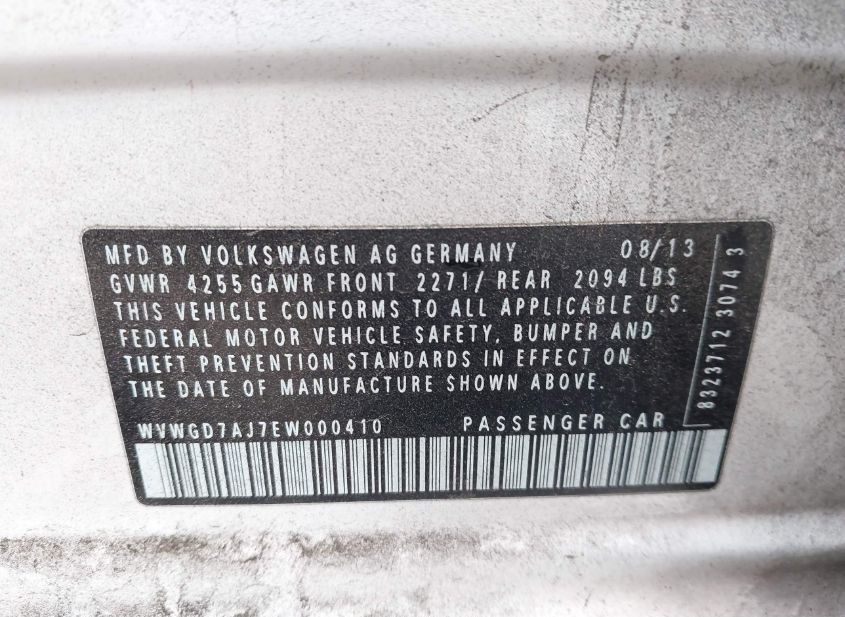 MFD BY VOLKSWAGEN AG GERMANY 08/13
GVWR 4255 GAWR FRONT 2271/ REAR 2094 LBS
THIS VEHICLE CONFORMS TO ALL APPLICABLE U.S.
FEDERAL MOTOR VEHICLE SAFETY, BUMPER AND
THEFT PREVENTION STANDARDS IN EFFECT ON
THE DATE OF MANUFACTURE SHOWN ABOVE.
WVWGD7AJ7EW000410 PASSENGER CAR
8323712 3074 3